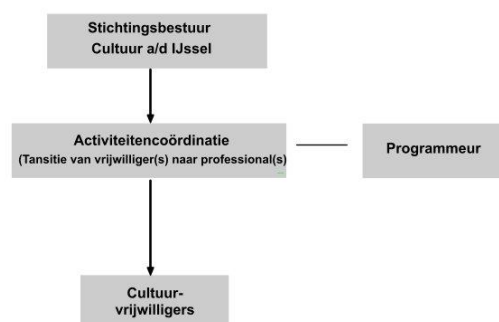 Stichtingsbestuur
Cultuur a/d IJssel
Activiteitencoördinatie
(Tansitie van vrijwilliger(s) naar professional(s)
Programmeur
Cultuur-
vrijwilligers